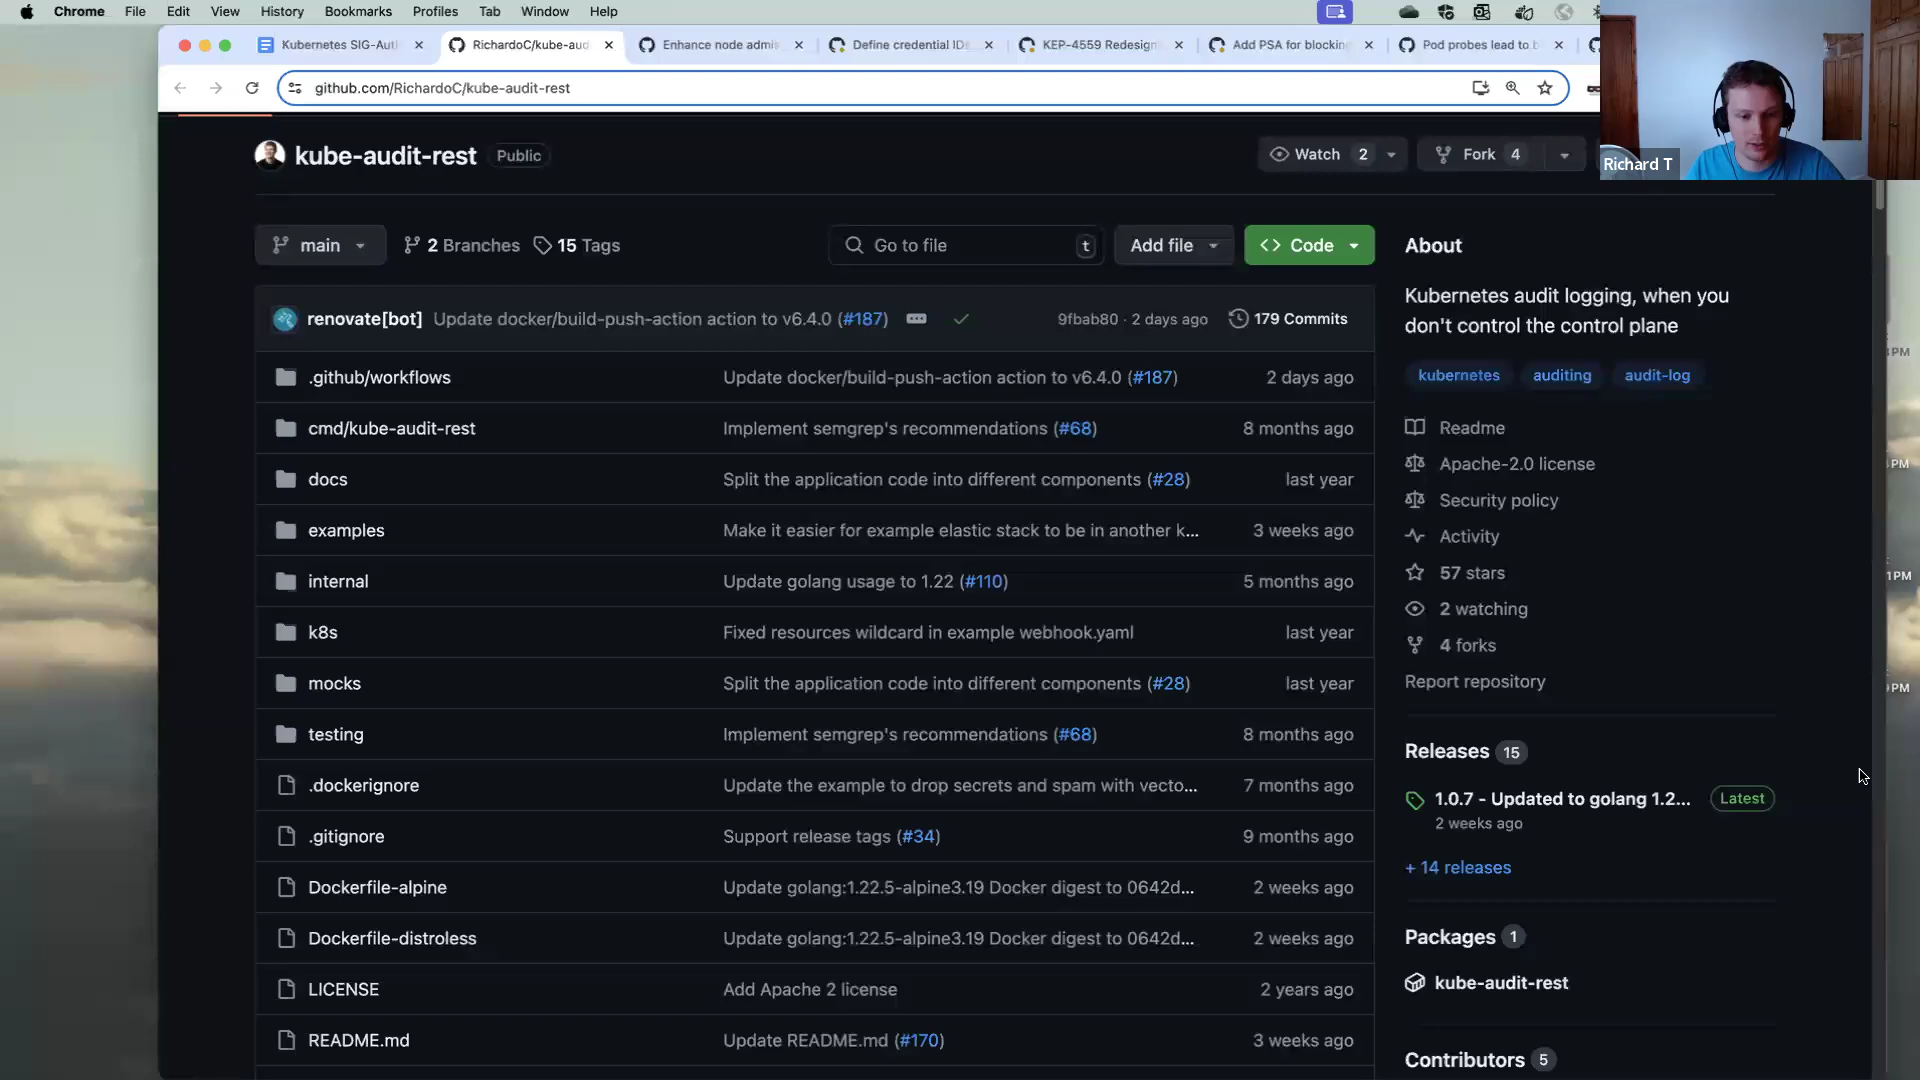 Chrome File Edit View History Bookmarks Profiles Tab Window Help
Kubernetes SIG-Aut
RichardoC/kube-aud
Enhance node admis
Define credential IDs
KEP-4559 Redesign
Add PSA for blockin
Pod probes lead to b
github.com/RichardoC/kube-audit-rest
Richard T
kube-audit-rest Public
Watch 2
Fork 4
main
2 Branches
15 Tags
Go to file t
Add file
Code
renovate[bot] Update docker/build-push-action action to v6.4.0 (#187) 9fbab80 · 2 days ago 179 Commits
.github/workflows Update docker/build-push-action action to v6.4.0 (#187) 2 days ago
cmd/kube-audit-rest Implement semgrep's recommendations (#68) 8 months ago
docs Split the application code into different components (#28) last year
examples Make it easier for example elastic stack to be in another k... 3 weeks ago
internal Update golang usage to 1.22 (#110) 5 months ago
k8s Fixed resources wildcard in example webhook.yaml last year
mocks Split the application code into different components (#28) last year
testing Implement semgrep's recommendations (#68) 8 months ago
.dockerignore Update the example to drop secrets and spam with vecto... 7 months ago
.gitignore Support release tags (#34) 9 months ago
Dockerfile-alpine Update golang:1.22.5-alpine3.19 Docker digest to 0642d... 2 weeks ago
Dockerfile-distroless Update golang:1.22.5-alpine3.19 Docker digest to 0642d... 2 weeks ago
LICENSE Add Apache 2 license 2 years ago
README.md Update README.md (#170) 3 weeks ago
About
Kubernetes audit logging, when you
don't control the control plane
kubernetes auditing audit-log
Readme
Apache-2.0 license
Security policy
Activity
57 stars
2 watching
4 forks
Report repository
Releases 15
1.0.7 - Updated to golang 1.2... Latest
2 weeks ago
+ 14 releases
Packages 1
kube-audit-rest
Contributors 5
PM
PM
1PM
PM